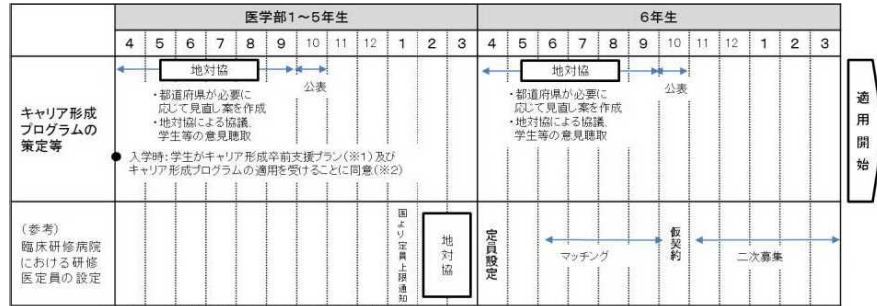 医学部1～5年生
6年生
4 5 6 7 8 9 10 11 12 1 2 3 4 5 6 7 8 9 10 11 12 1 2 3
キャリア形成
プログラムの
策定等
地対協
公表
・都道府県が必要に
応じて見直し案を作成
・地対協による協議、
学生等の意見聴取
● 入学時:学生がキャリア形成卒前支援プラン(※1)及び
キャリア形成プログラムの適用を受けることに同意(※2)
地対協
公表
・都道府県が必要に
応じて見直し案を作成
・地対協による協議、
学生等の意見聴取
適用開始
(参考)
臨床研修病院
における研修
医定員の設定
国より定員上限通知
地対協
定員設定
マッチング
仮契約
二次募集